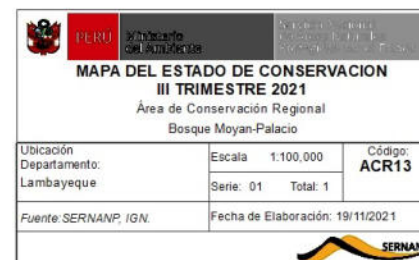 PERÚ
Ministerio
del Ambiente
MAPA DEL ESTADO DE CONSERVACION
III TRIMESTRE 2021
Área de Conservación Regional
Bosque Moyan-Palacio
Ubicación
Departamento:
Lambayeque
Escala 1:100,000
Serie: 01 Total: 1
Código:
ACR13
Fuente:SERNANP, IGN.
Fecha de Elaboración: 19/11/2021
SERNAN